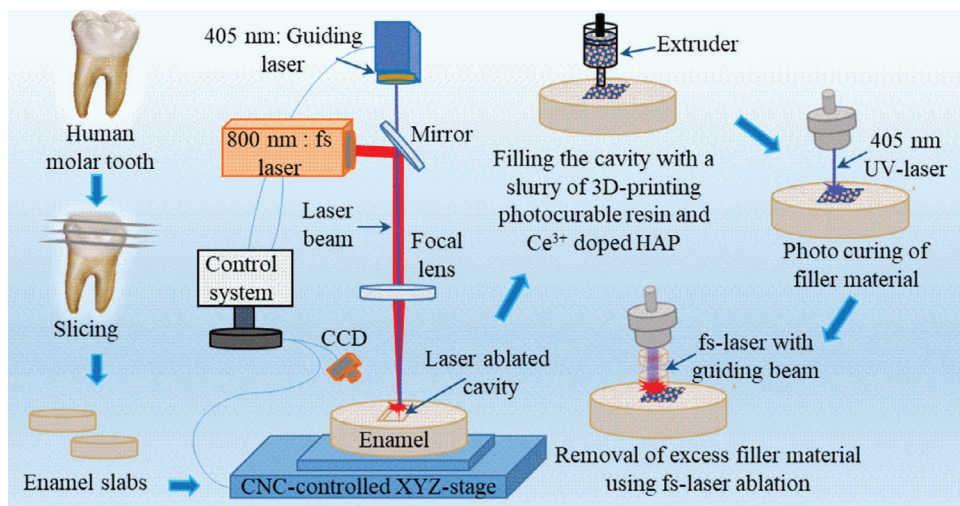 Human
molar tooth
Slicing
Enamel slabs
405 nm: Guiding
laser
800 nm : fs
laser
Mirror
Laser
beam
Focal
lens
Control
system
CCD
Laser ablated
cavity
Enamel
CNC-controlled XYZ-stage
Extruder
Filling the cavity with a
slurry of 3D-printing
photocurable resin and
Ce³⁺ doped HAP
405 nm
UV-laser
Photo curing of
filler material
fs-laser with
guiding beam
Removal of excess filler material
using fs-laser ablation